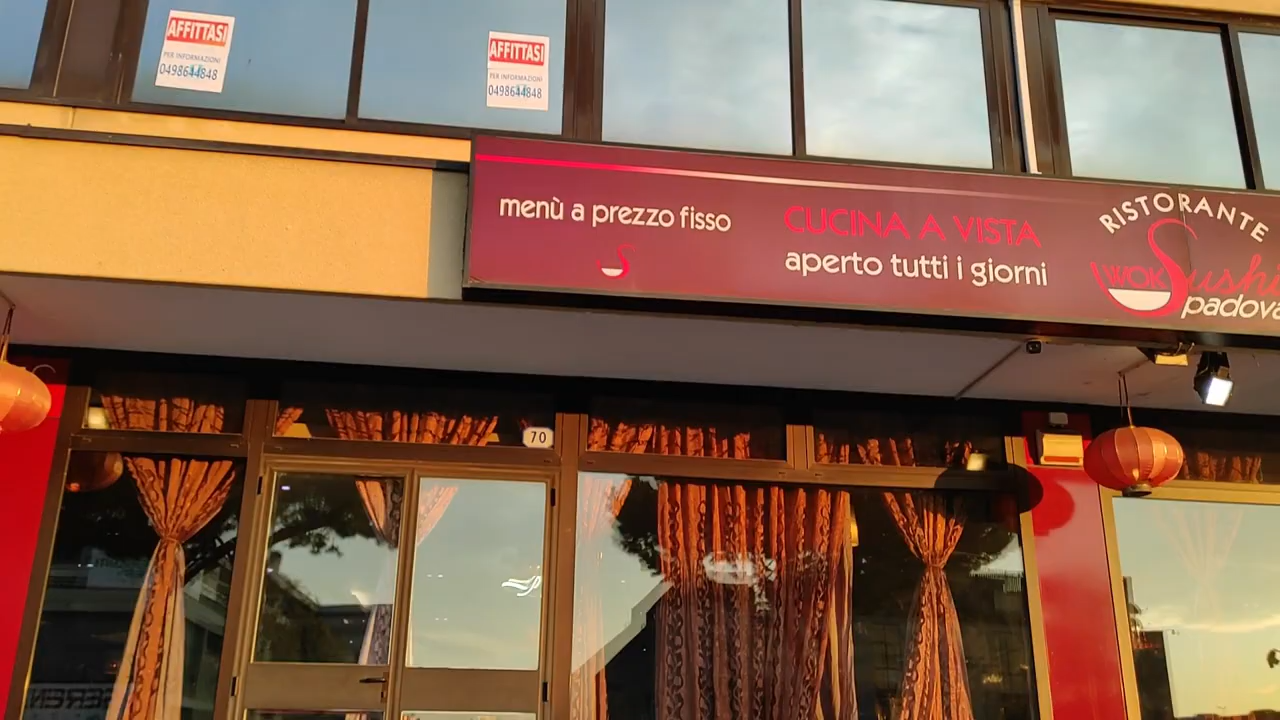 AFFITTASI
PER INFORMAZIONI
0498644848
AFFITTASI
PER INFORMAZIONI
0498644848
menù a prezzo fisso
CUCINA A VISTA
aperto tutti i giorni
RISTORANTE
WOK Sushi
padova
70